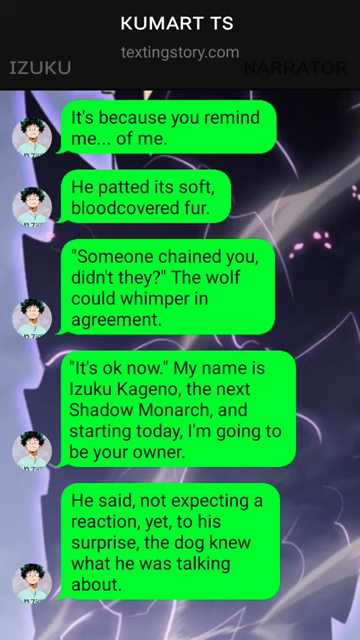 KUMART TS
textingstory.com
IZUKU
NARRATOR
It's because you remind
me... of me.
He patted its soft,
bloodcovered fur.
"Someone chained you,
didn't they?" The wolf
could whimper in
agreement.
"It's ok now." My name is
Izuku Kageno, the next
Shadow Monarch, and
starting today, I'm going to
be your owner.
He said, not expecting a
reaction, yet, to his
surprise, the dog knew
what he was talking
about.